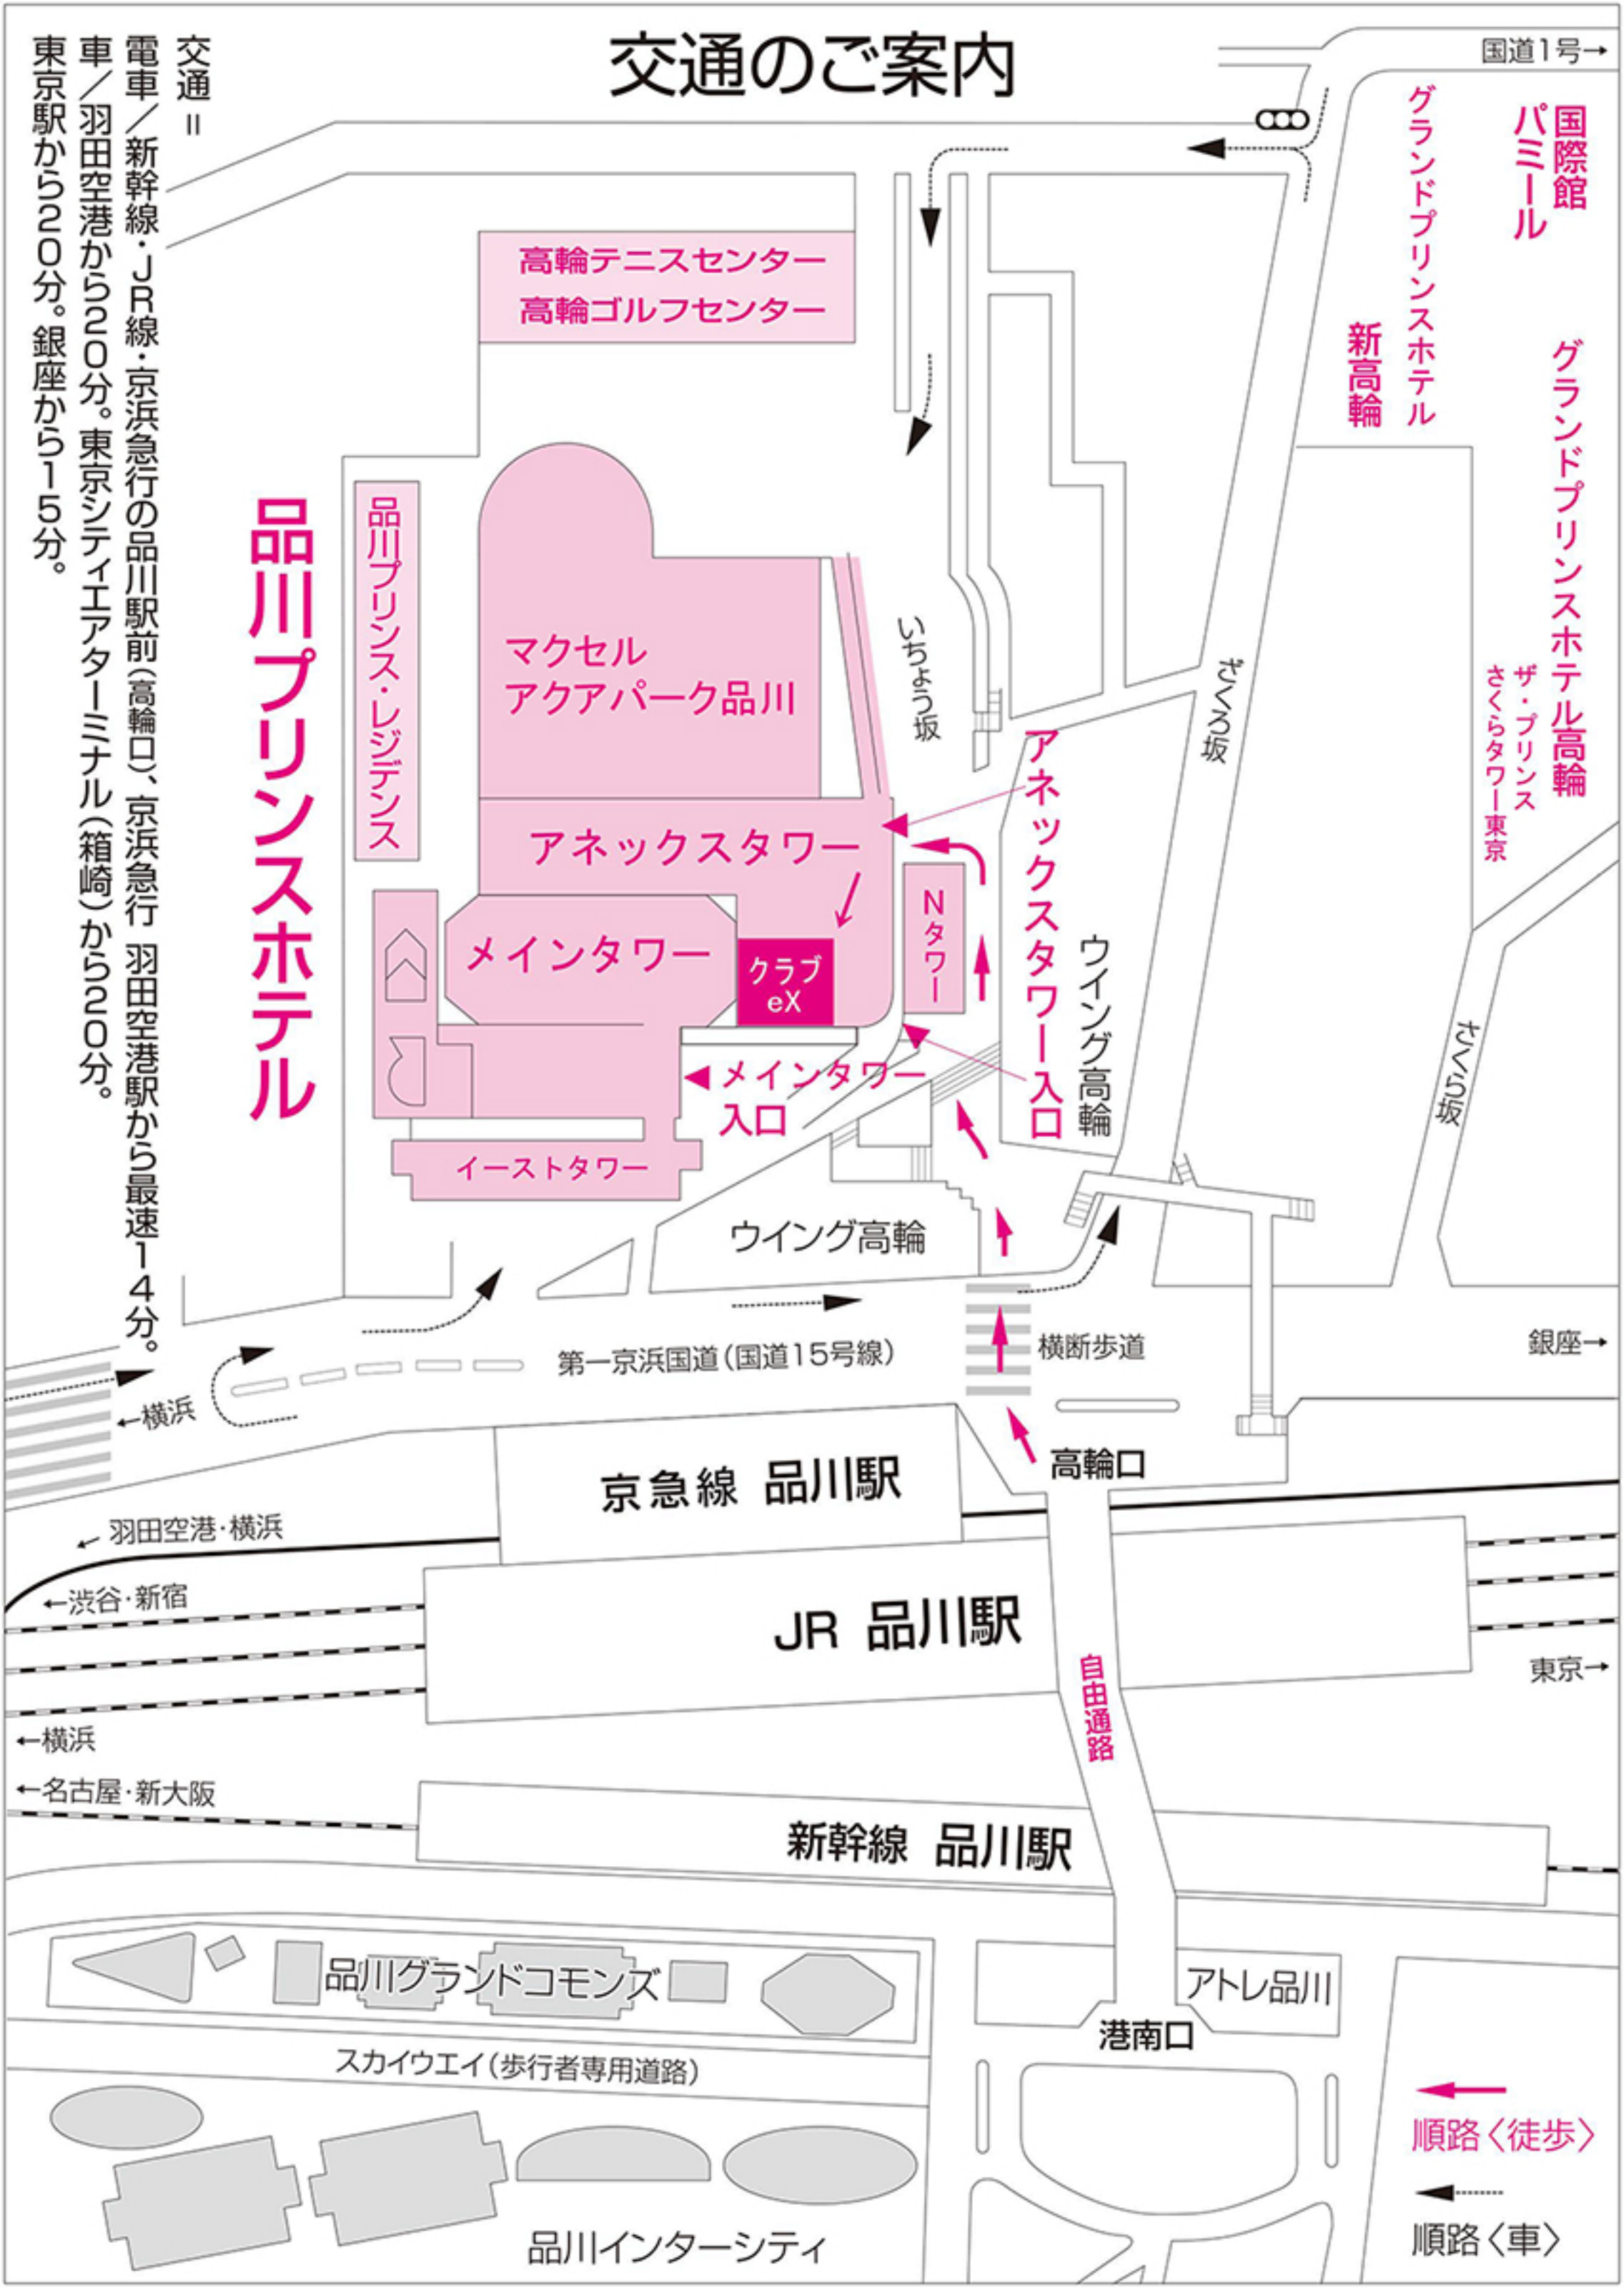 交通のご案内
交通＝
電車／新幹線・JR線・京浜急行の品川駅前（高輪口）、京浜急行 羽田空港駅から最速14分。
車／羽田空港から20分。東京シティエアターミナル（箱崎）から20分。
東京駅から20分。銀座から15分。
国道1号→
国際館
パミール
グランドプリンスホテル
新高輪
グランドプリンスホテル高輪
ザ・プリンス
さくらタワー東京
高輪テニスセンター
高輪ゴルフセンター
品川プリンスホテル
品川プリンス・レジデンス
マクセル
アクアパーク品川
いちょう坂
ざくろ坂
さくら坂
アネックスタワー
アネックスタワー入口
Nタワー
メインタワー
クラブ
eX
メインタワー
入口
ウイング高輪
イーストタワー
ウイング高輪
第一京浜国道（国道15号線）
横断歩道
銀座→
←横浜
高輪口
京急線 品川駅
←羽田空港・横浜
←渋谷・新宿
JR 品川駅
自由通路
東京→
←横浜
←名古屋・新大阪
新幹線 品川駅
品川グランドコモンズ
アトレ品川
港南口
スカイウエイ（歩行者専用道路）
品川インターシティ
順路〈徒歩〉
順路〈車〉